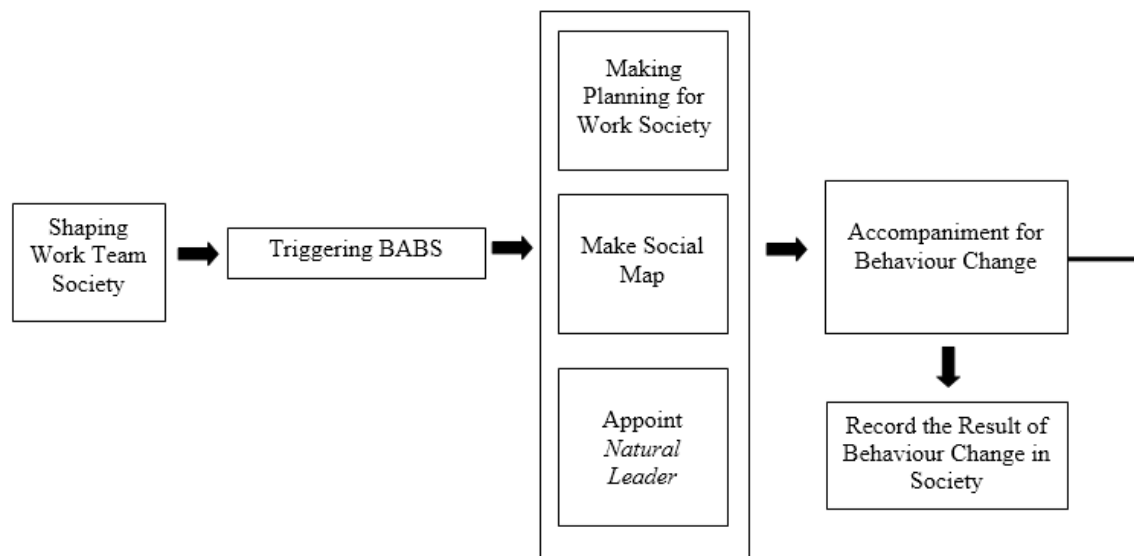 Shaping
Work Team
Society
Triggering BABS
Making
Planning for
Work Society
Make Social
Map
Appoint
Natural
Leader
Accompaniment for
Behaviour Change
Record the Result of
Behaviour Change in
Society